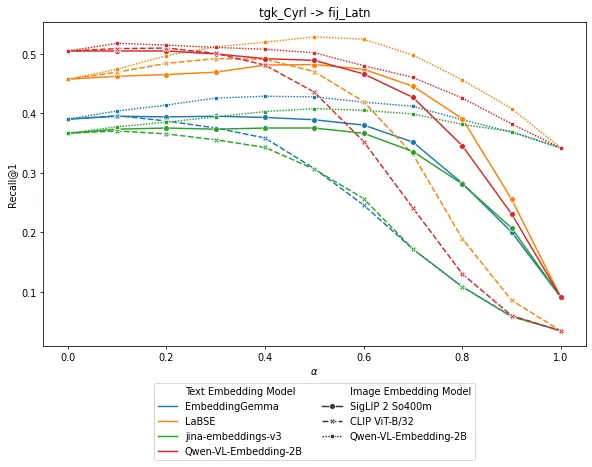 tgk_Cyrl -> fij_Latn
Recall@1
0.5
0.4
0.3
0.2
0.1
0.0 0.2 0.4 0.6 0.8 1.0
α
Text Embedding Model Image Embedding Model
EmbeddingGemma SigLIP 2 So400m
LaBSE CLIP ViT-B/32
jina-embeddings-v3 Qwen-VL-Embedding-2B
Qwen-VL-Embedding-2B